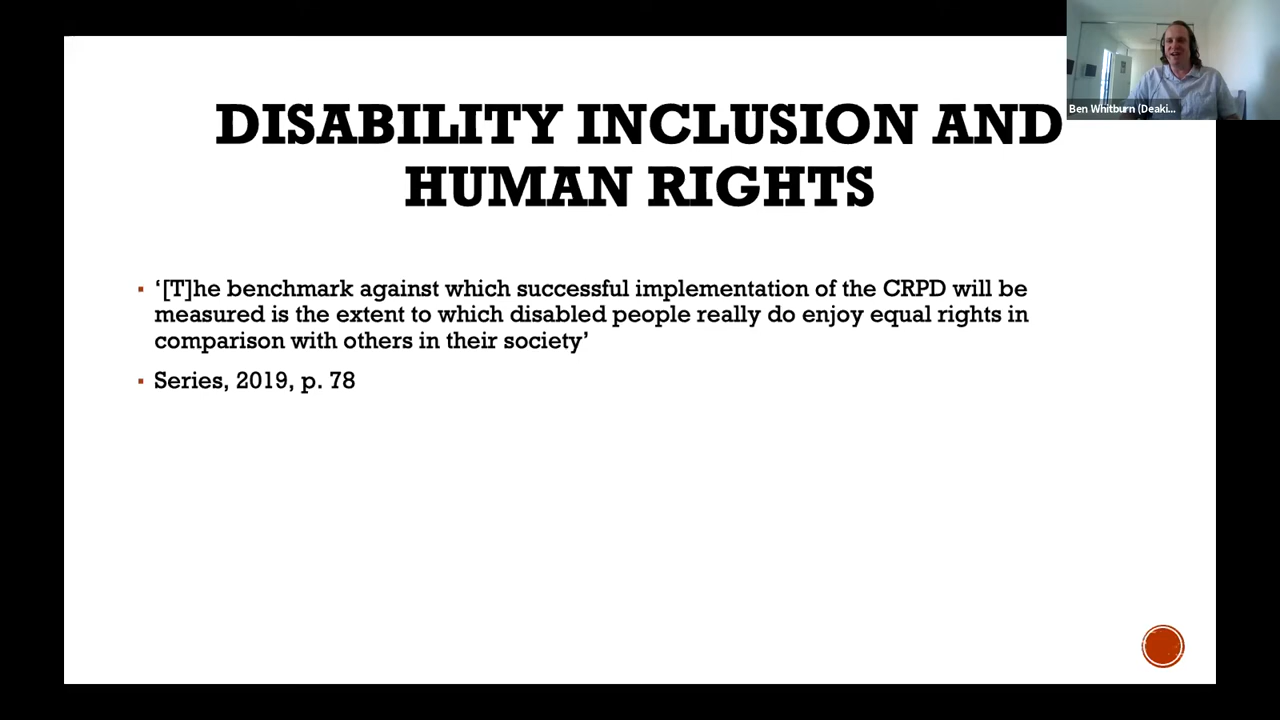 DISABILITY INCLUSION AND
HUMAN RIGHTS
▪ ‘[T]he benchmark against which successful implementation of the CRPD will be
measured is the extent to which disabled people really do enjoy equal rights in
comparison with others in their society’
▪ Series, 2019, p. 78
Ben Whitburn (Deaki...